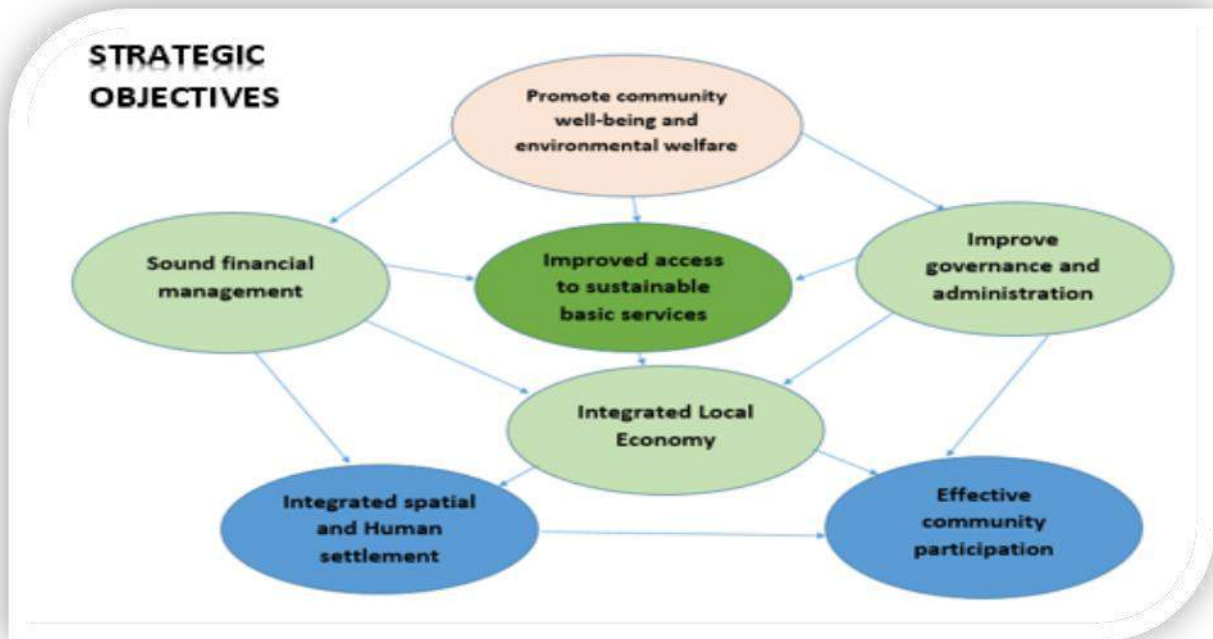 STRATEGIC
OBJECTIVES
Promote community
well-being and
environmental welfare
Sound financial
management
Improved access
to sustainable
basic services
Improve
governance and
administration
Integrated Local
Economy
Integrated spatial
and Human
settlement
Effective
community
participation